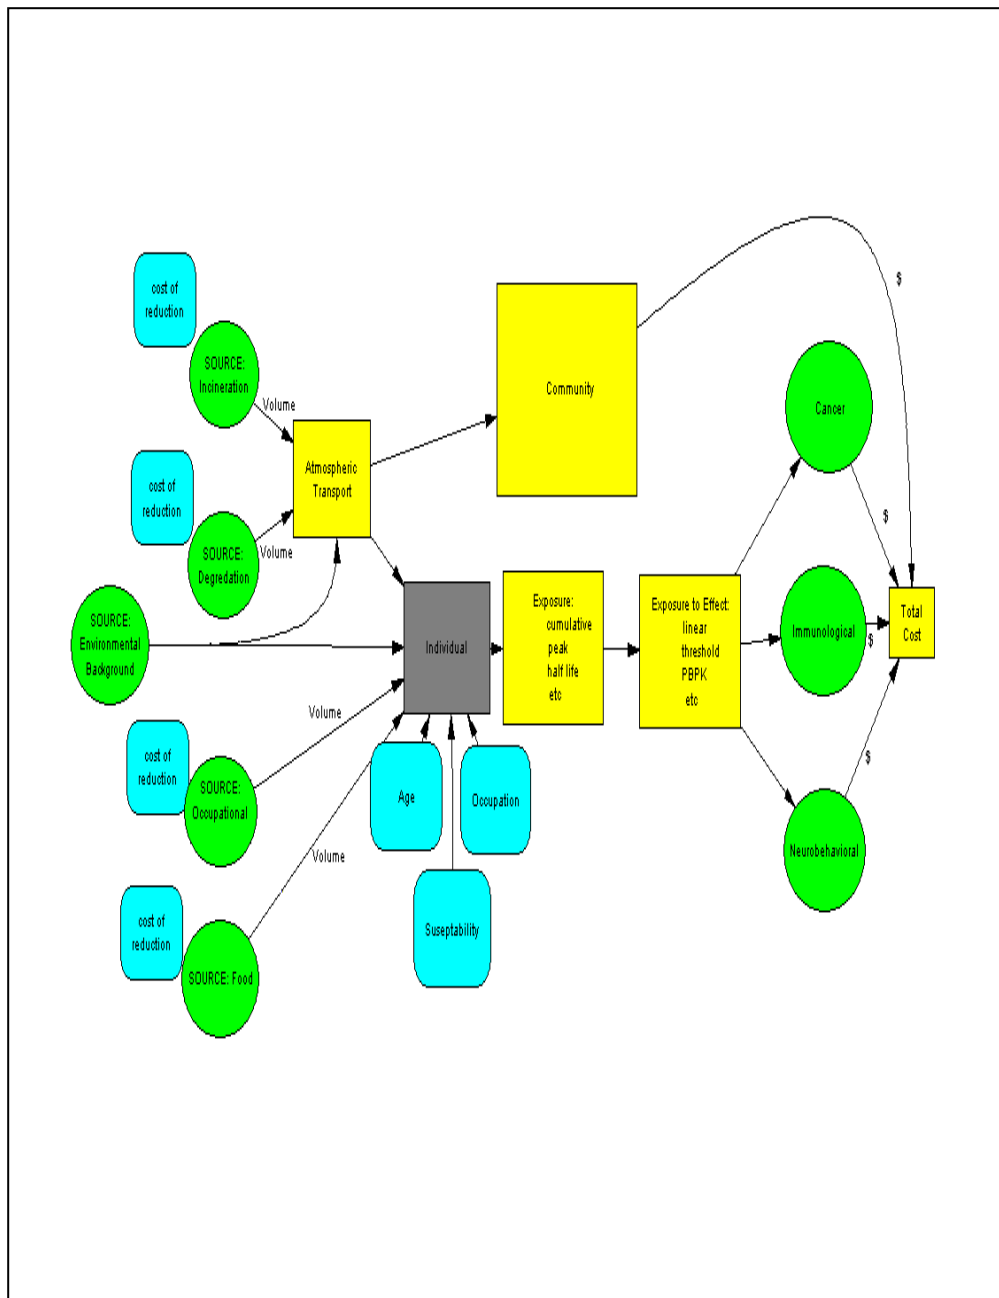 cost of
reduction
SOURCE:
Incineration
Volume
Atmospheric
Transport
Community
$
cost of
reduction
SOURCE:
Degredation
Volume
SOURCE:
Environmental
Background
Individual
Exposure:
cumulative
peak
half life
etc
Exposure to Effect:
linear
threshold
PBPK
etc
Cancer
$
Immunological
$
Neurobehavioral
$
Total
Cost
cost of
reduction
SOURCE:
Occupational
Volume
Age
Occupation
Suseptability
cost of
reduction
SOURCE: Food
Volume